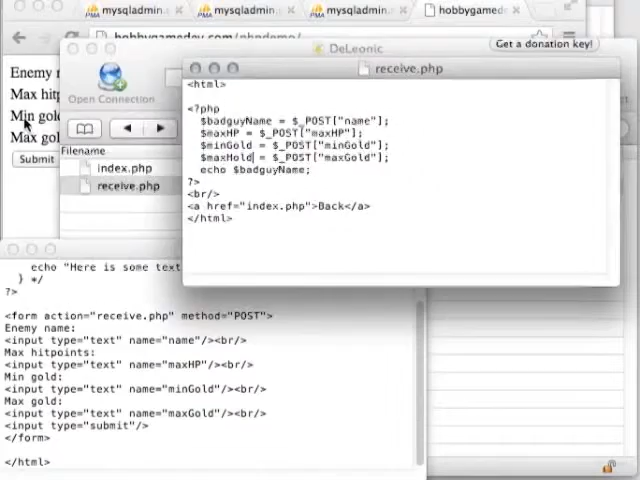 mysqladmin.
mysqladmin.
mysqladmin.
hobbygamedev
hobbygamedev.com/phpdemo/
DeLeonic
Get a donation key!
Enemy n
Max hitp
Min gold
Max gol
Submit
Open Connection
Filename
index.php
receive.php
receive.php
<html>
<?php
$badguyName = $_POST["name"];
$maxHP = $_POST["maxHP"];
$minGold = $_POST["minGold"];
$maxHold = $_POST["maxGold"];
echo $badguyName;
?>
<br/>
<a href="index.php">Back</a>
</html>
echo "Here is some text
} */
?>
<form action="receive.php" method="POST">
Enemy name:
<input type="text" name="name"/><br/>
Max hitpoints:
<input type="text" name="maxHP"/><br/>
Min gold:
<input type="text" name="minGold"/><br/>
Max gold:
<input type="text" name="maxGold"/><br/>
<input type="submit"/>
</form>
</html>